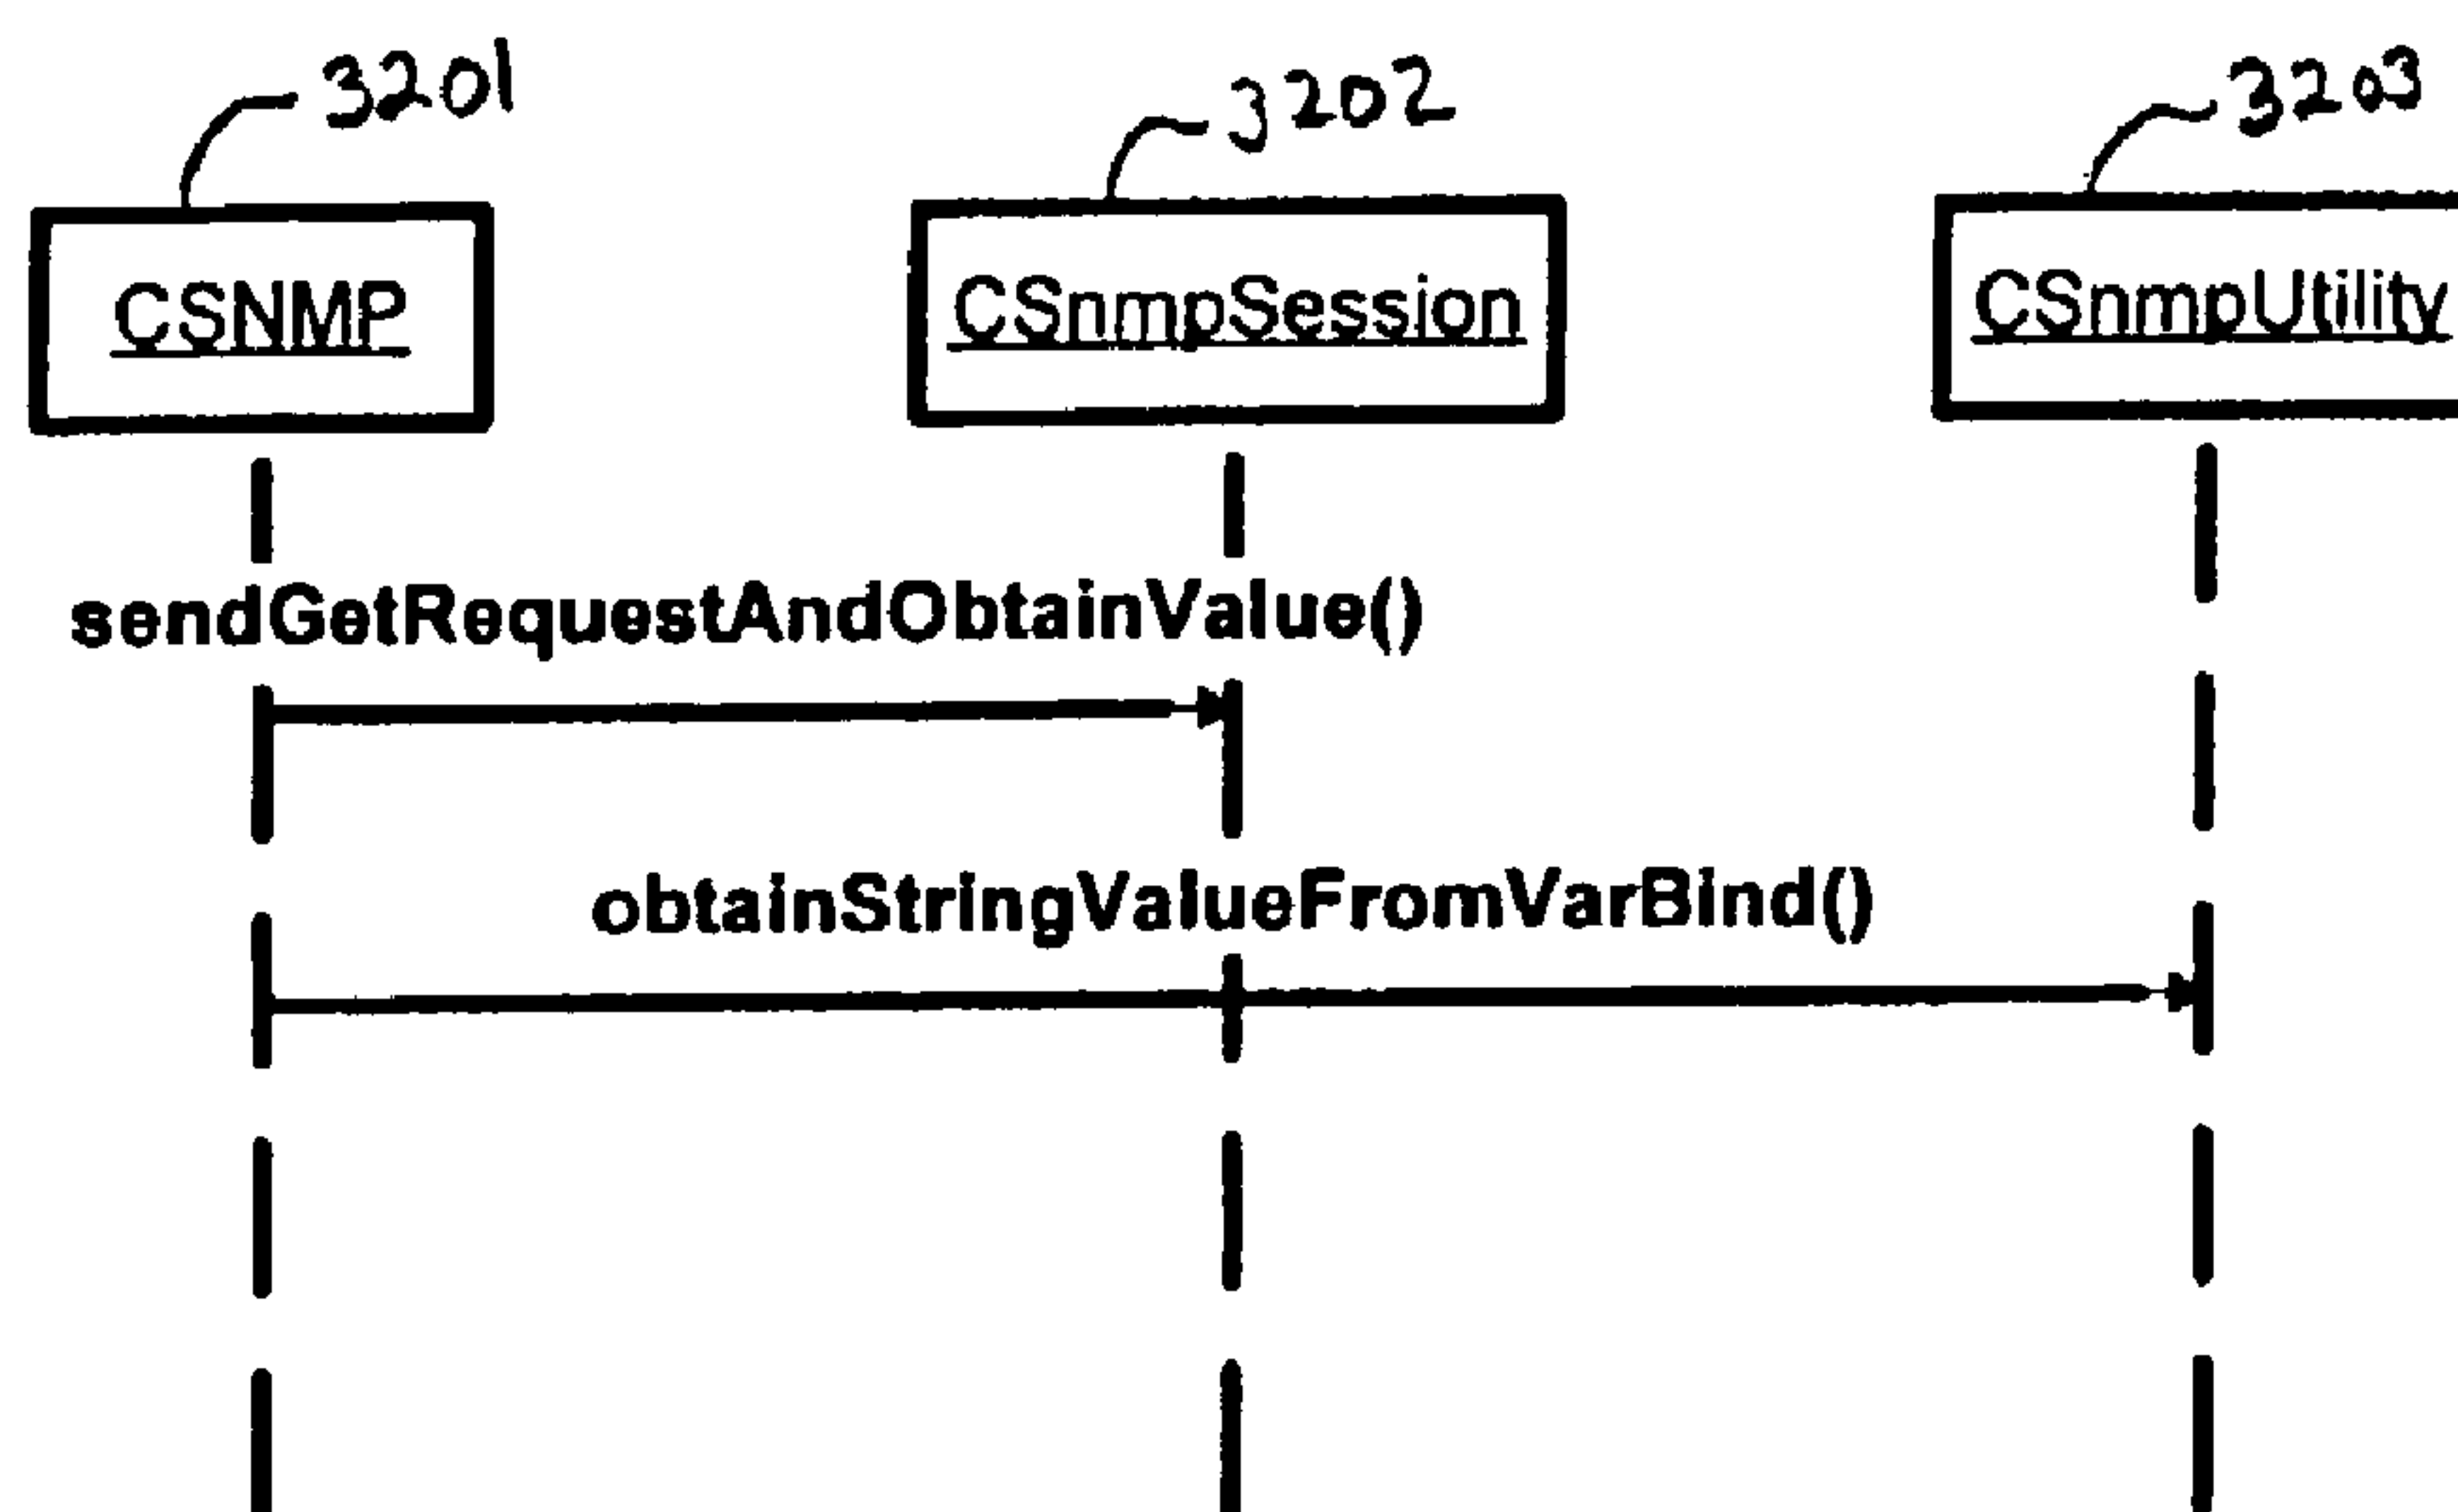 3201 3202 3203
CSNMP CSnmpSession CSnmpUtility
sendGetRequestAndObtainValue()
obtainStringValueFromVarBind()